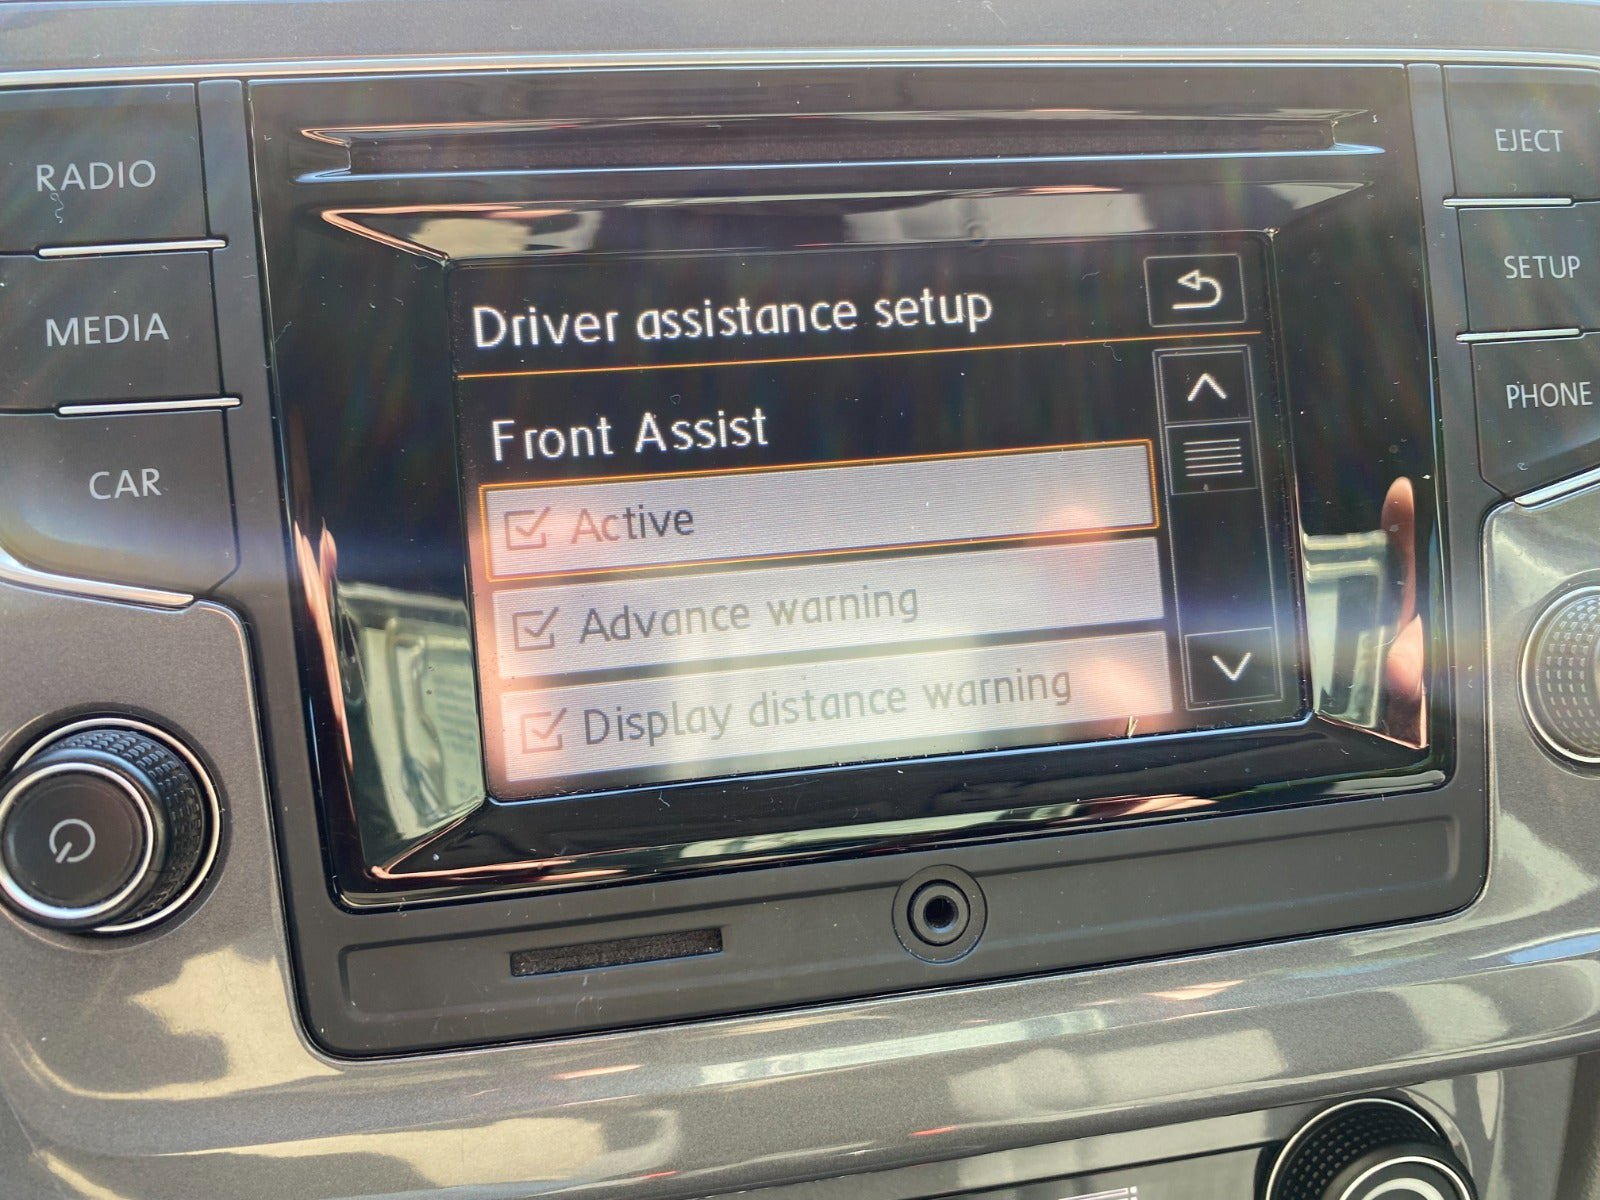 RADIO
MEDIA
CAR
EJECT
SETUP
PHONE
Driver assistance setup
Front Assist
Active
Advance warning
Display distance warning